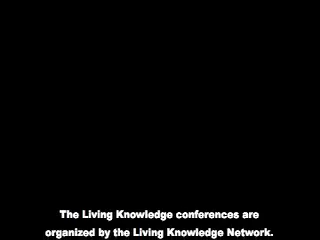 The Living Knowledge conferences are
organized by the Living Knowledge Network.